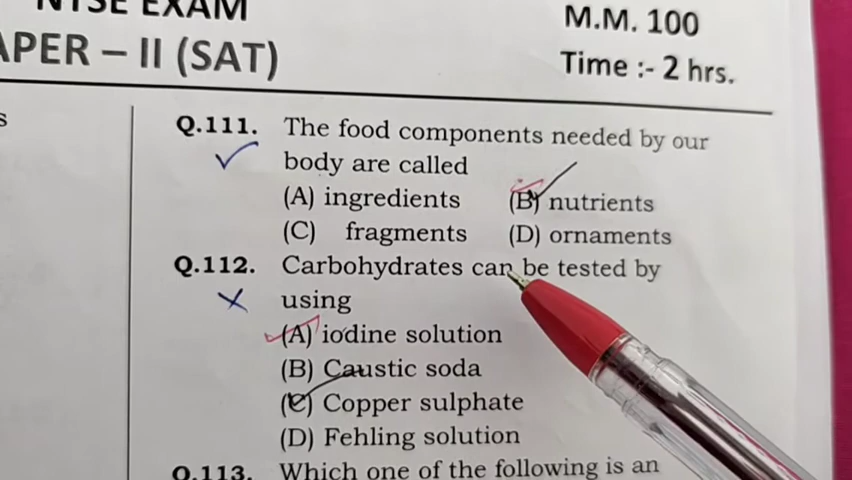 NTSE EXAM
M.M. 100
PAPER – II (SAT)
Time :- 2 hrs.
s
Q.111. The food components needed by our
body are called
(A) ingredients (B) nutrients
(C) fragments (D) ornaments
Q.112. Carbohydrates can be tested by
using
(A) iodine solution
(B) Caustic soda
(C) Copper sulphate
(D) Fehling solution
Q.113. Which one of the following is an